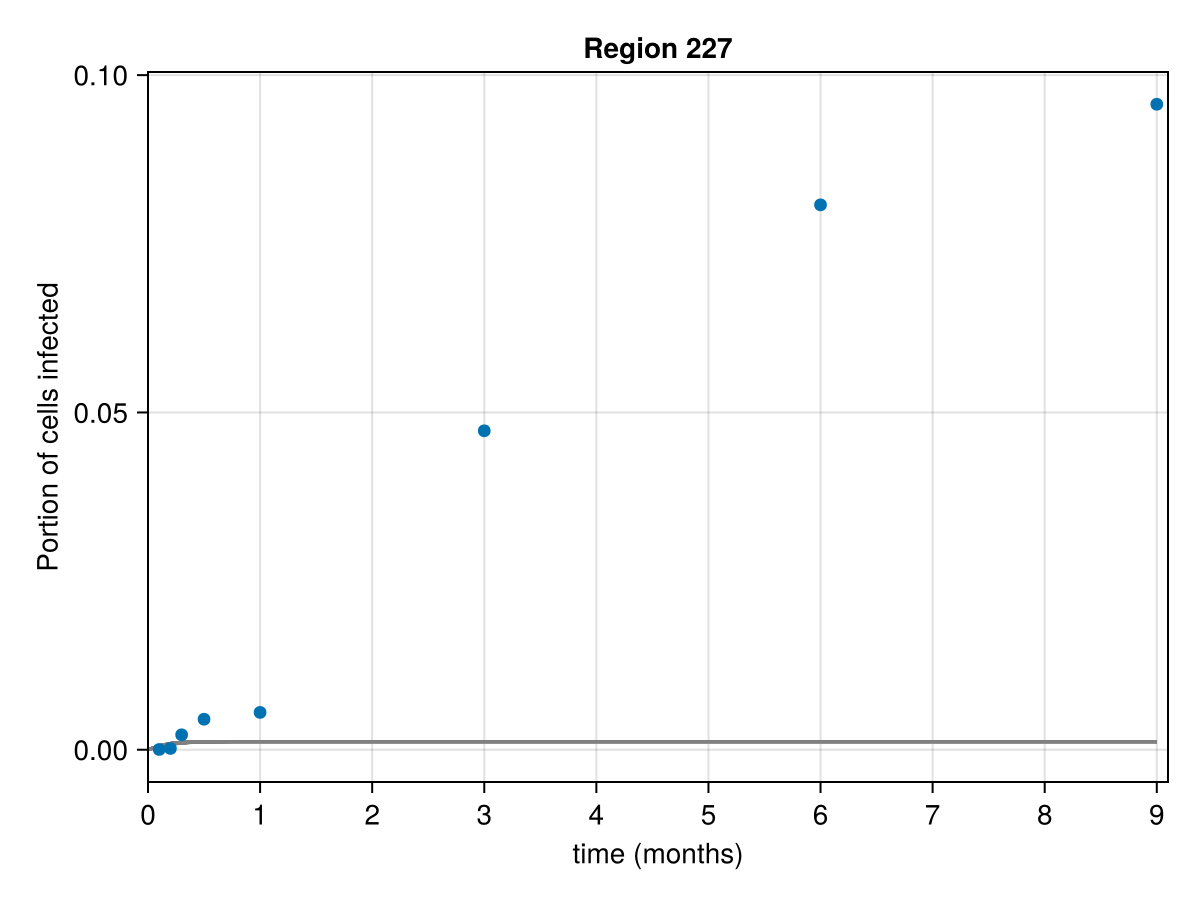 Region 227
0.10
0.05
0.00
Portion of cells infected
0 1 2 3 4 5 6 7 8 9
time (months)